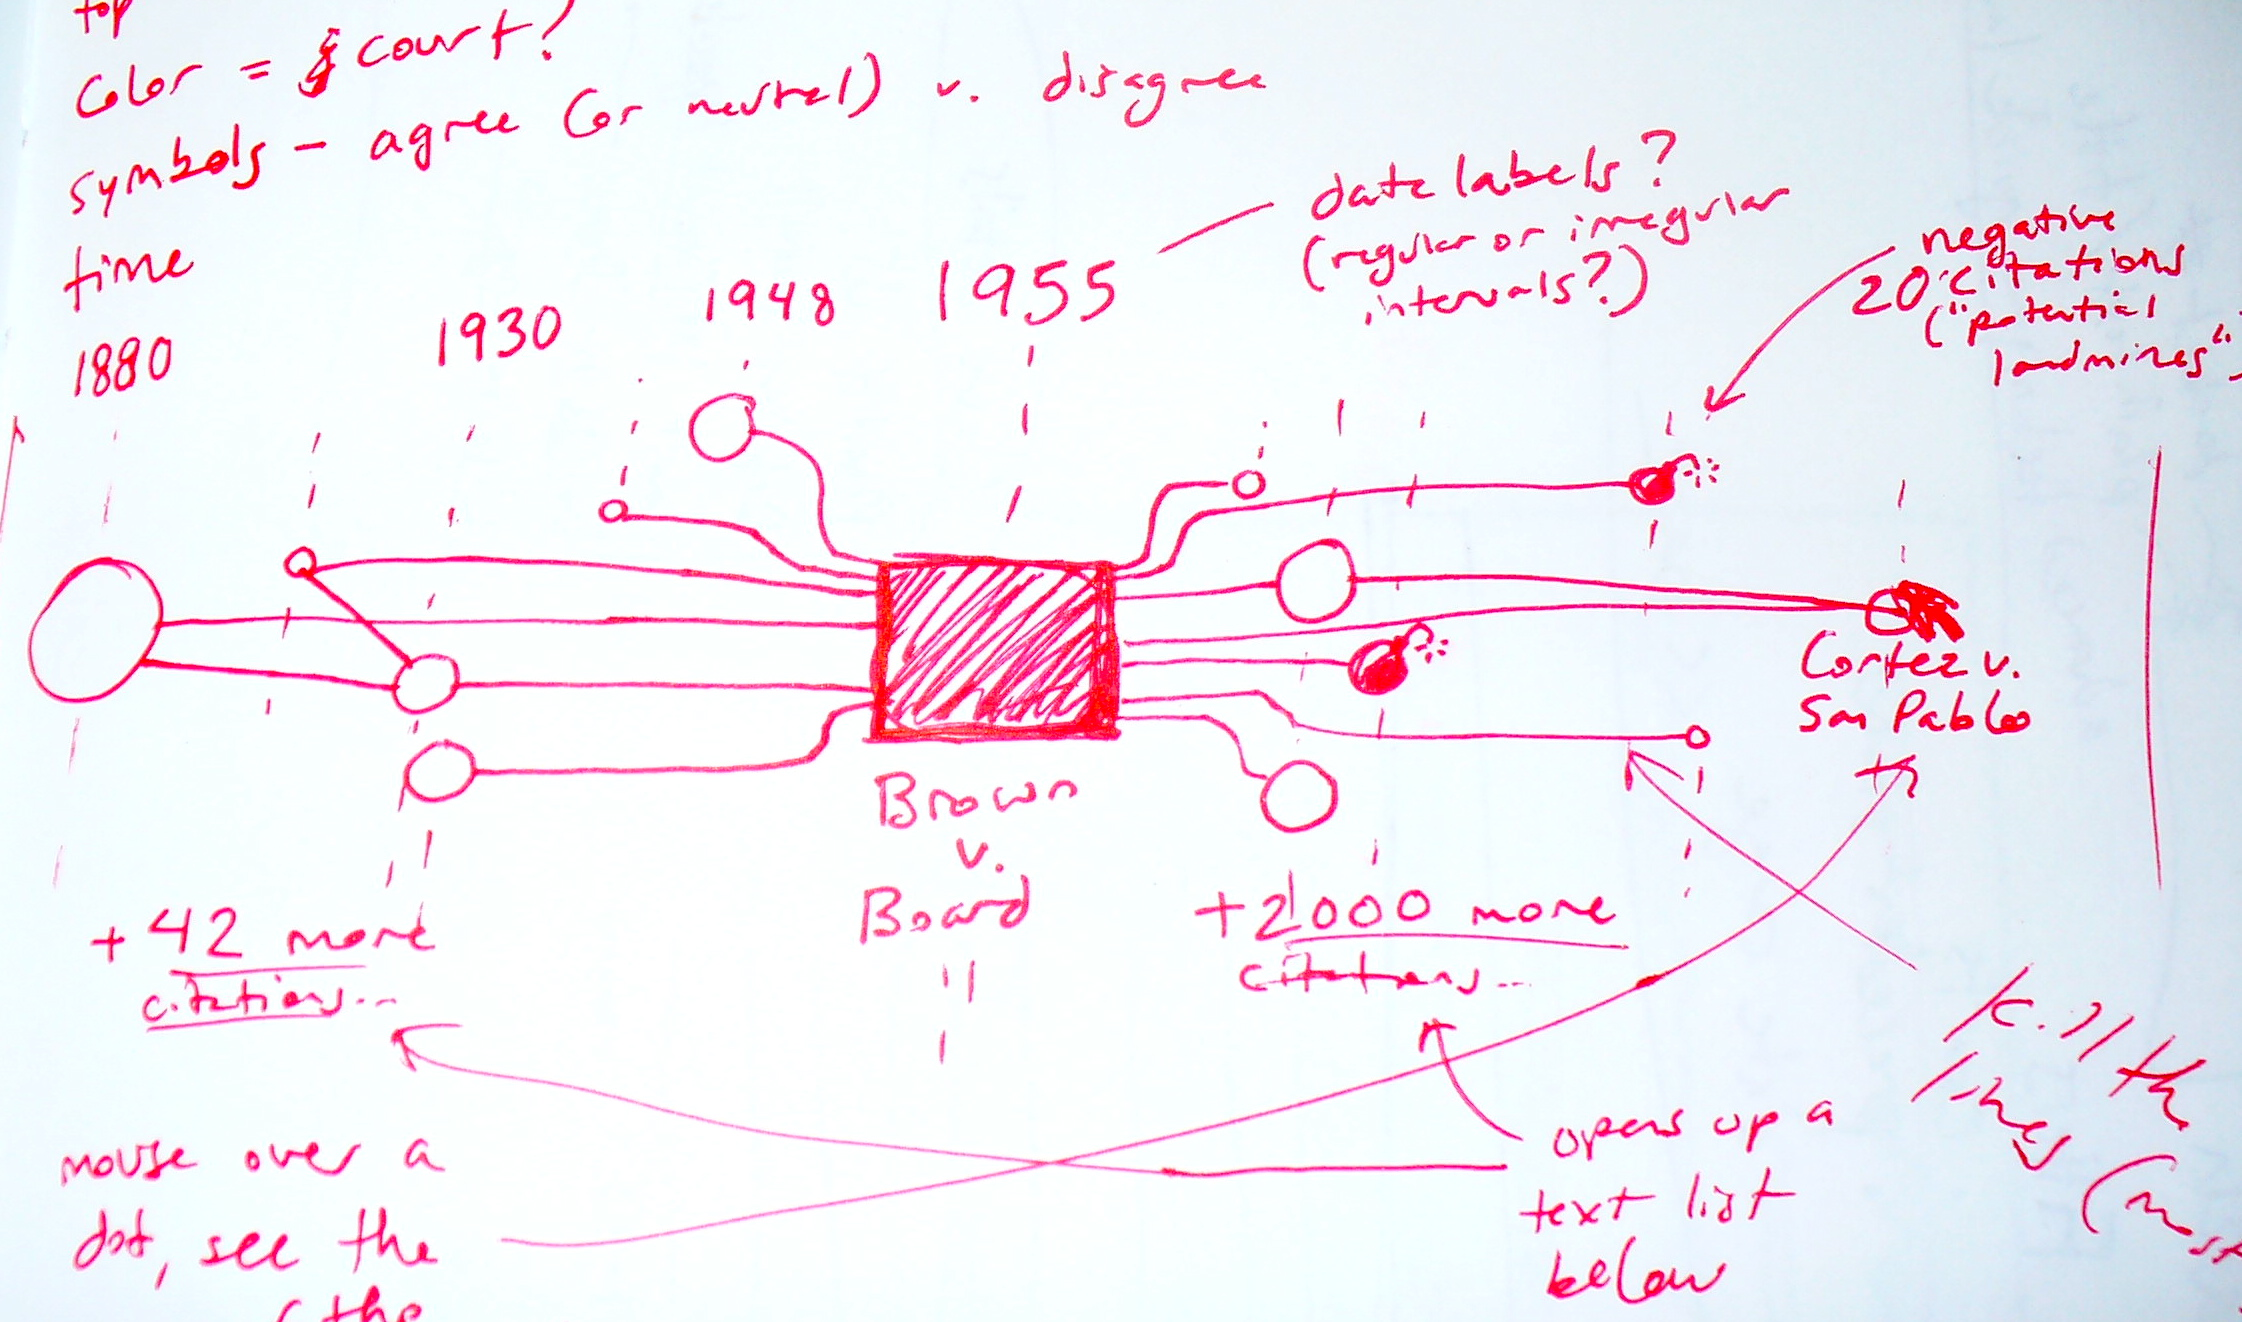 top
Color = court?
symbols - agree (or neutral) v. disagree
time
1880
1930
1948
1955
date labels?
(regular or irregular
intervals?)
negative
20 citations
("potential
landmines")
Cortez v.
San Pablo
Brown
v.
Board
+ 42 more
citations...
+2000 more
citations...
mouse over a
dot, see the
(the
opens up a
text list
below
kill the
lines (most